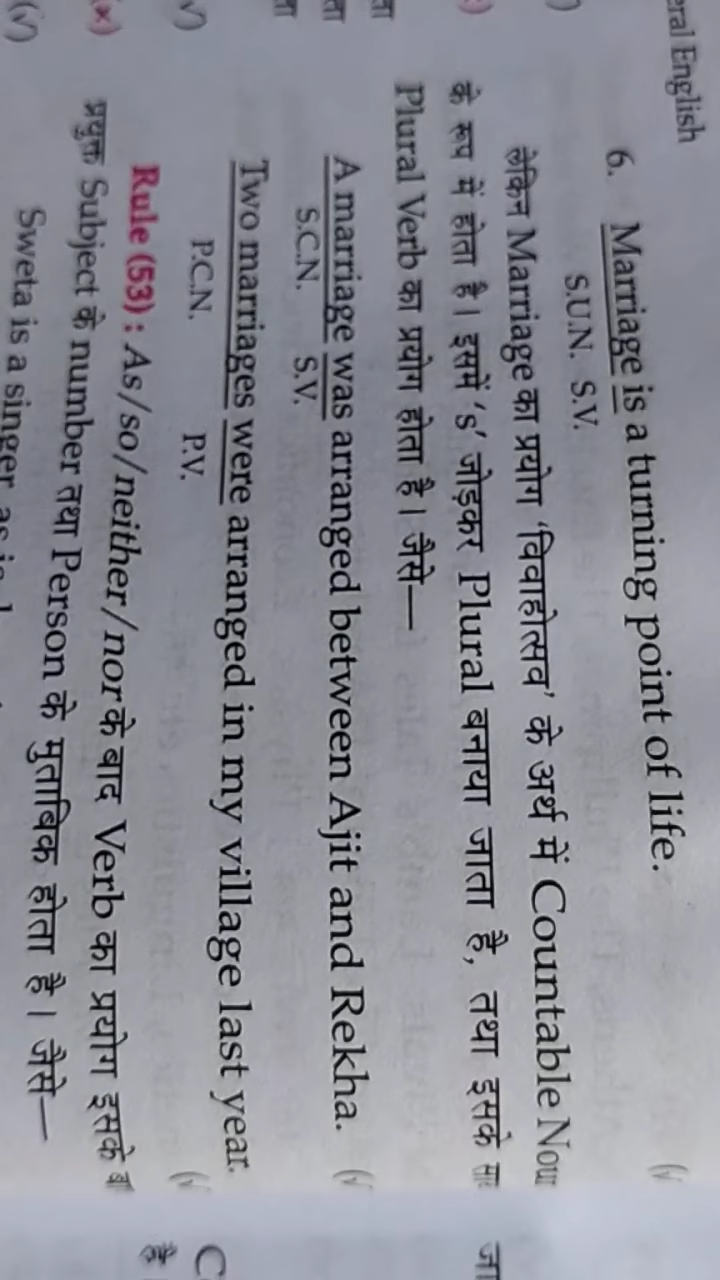 English
6. Marriage is a turning point of life.
S.U.N. S.V.
लेकिन Marriage का प्रयोग 'विवाहोत्सव' के अर्थ में Countable
के रूप में होता है। इसमें 's' जोड़कर Plural बनाया जाता है, तथा इसके
Plural Verb का प्रयोग होता है। जैसे—
A marriage was arranged between Ajit and Rekha.
S.C.N. S.V.
Two marriages were arranged in my village last year.
P.C.N. P.V.
Rule (53) : As/so/neither/nor के बाद Verb का प्रयोग इसके
प्रयुक्त Subject के number तथा Person के मुताबिक होता है। जैसे—
Sweta is a singer